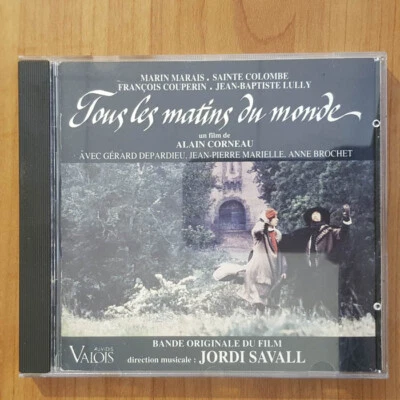 MARIN MARAIS . SAINTE COLOMBE
FRANÇOIS COUPERIN . JEAN-BAPTISTE LULLY
Tous les matins du monde
un film de
ALAIN CORNEAU
AVEC GÉRARD DEPARDIEU, JEAN-PIERRE MARIELLE, ANNE BROCHET
BANDE ORIGINALE DU FILM
direction musicale : JORDI SAVALL
VALOIS